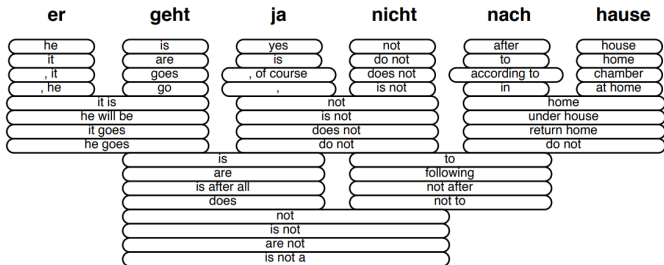 er geht ja nicht nach hause
he is yes not after house
it are is do not to home
, it goes , of course does not according to chamber
, he go , is not in at home
it is not home
he will be is not under house
it goes does not return home
he goes do not do not
is to
are following
is after all not after
does not to
not
is not
are not
is not a